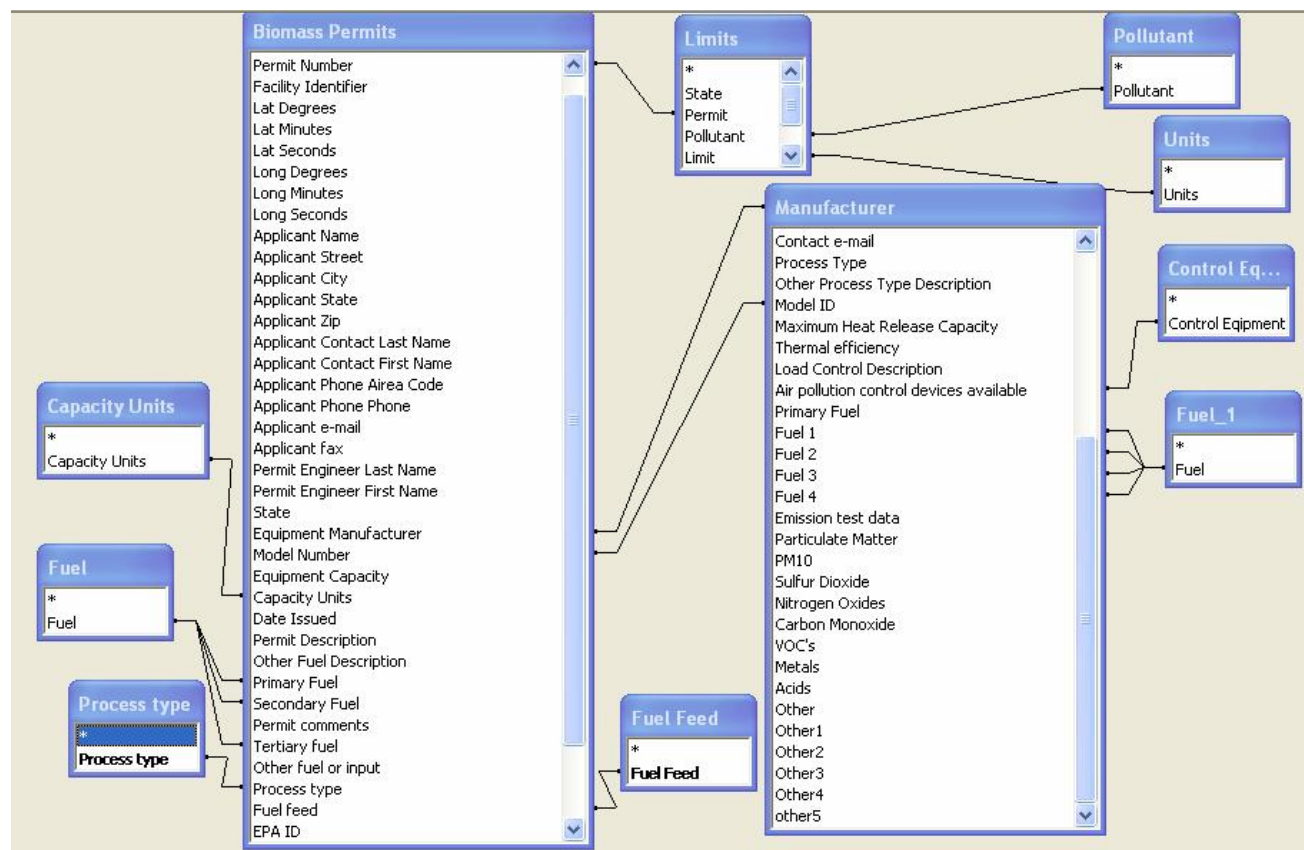 Biomass Permits
Permit Number
Facility Identifier
Lat Degrees
Lat Minutes
Lat Seconds
Long Degrees
Long Minutes
Long Seconds
Applicant Name
Applicant Street
Applicant City
Applicant State
Applicant Zip
Applicant Contact Last Name
Applicant Contact First Name
Applicant Phone Airea Code
Applicant Phone Phone
Applicant e-mail
Applicant fax
Permit Engineer Last Name
Permit Engineer First Name
State
Equipment Manufacturer
Model Number
Equipment Capacity
Capacity Units
Date Issued
Permit Description
Other Fuel Description
Primary Fuel
Secondary Fuel
Permit comments
Tertiary fuel
Other fuel or input
Process type
Fuel feed
EPA ID
Limits
*
State
Permit
Pollutant
Limit
Pollutant
*
Pollutant
Units
*
Units
Manufacturer
Contact e-mail
Process Type
Other Process Type Description
Model ID
Maximum Heat Release Capacity
Thermal efficiency
Load Control Description
Air pollution control devices available
Primary Fuel
Fuel 1
Fuel 2
Fuel 3
Fuel 4
Emission test data
Particulate Matter
PM10
Sulfur Dioxide
Nitrogen Oxides
Carbon Monoxide
VOC's
Metals
Acids
Other
Other1
Other2
Other3
Other4
other5
Control Eq...
*
Control Eqipment
Fuel_1
*
Fuel
Capacity Units
*
Capacity Units
Fuel
*
Fuel
Process type
*
Process type
Fuel Feed
*
Fuel Feed